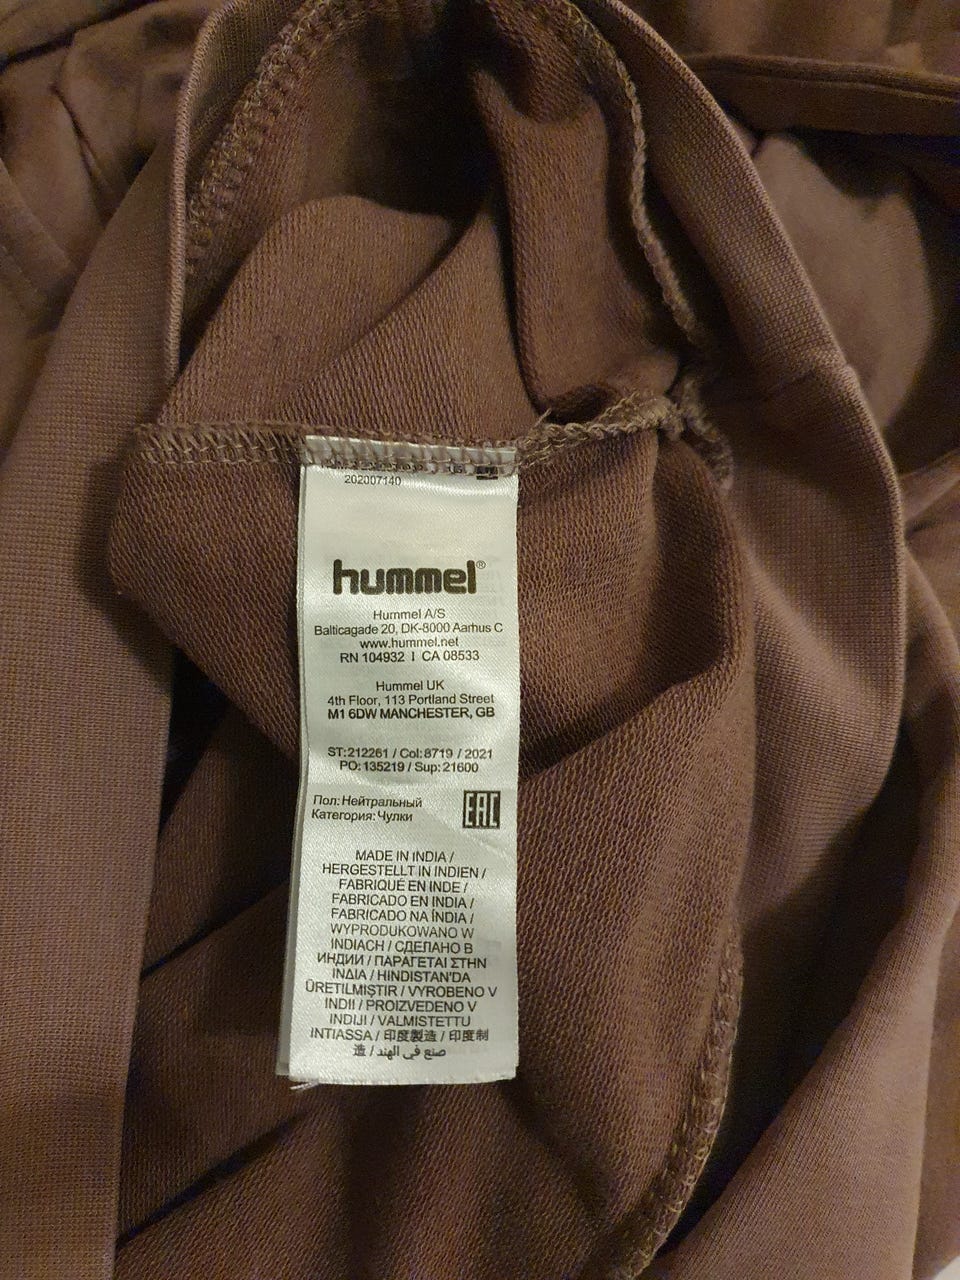 202007140
hummel®
Hummel A/S
Balticagade 20, DK-8000 Aarhus C
www.hummel.net
RN 104932 I CA 08533
Hummel UK
4th Floor, 113 Portland Street
M1 6DW MANCHESTER, GB
ST:212261 / Col:8719 / 2021
PO:135219 / Sup:21600
Пол: Нейтральный
Категория: Чулки
EAC
MADE IN INDIA /
HERGESTELLT IN INDIEN /
FABRIQUÉ EN INDE /
FABRICADO EN INDIA /
FABRICADO NA ÍNDIA /
WYPRODUKOWANO W
INDIACH / СДЕЛАНО В
ИНДИИ / ΠΑΡΑΓΕΤΑΙ ΣΤΗΝ
ΙΝΔΙΑ / HINDISTAN'DA
ÜRETILMIŞTIR / VYROBENO V
INDII / PROIZVEDENO V
INDIJI / VALMISTETTU
INTIASSA / 印度製造 / 印度制
造 / صنع في الهند